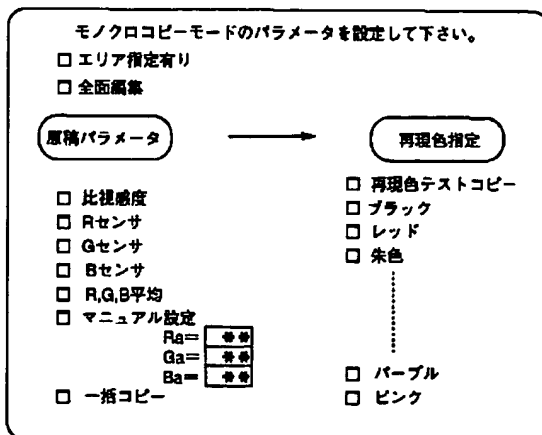 モノクロコピーモードのパラメータを設定して下さい。
□ エリア指定有り
□ 全面編集
原稿パラメータ
□ 比視感度
□ Rセンサ
□ Gセンサ
□ Bセンサ
□ R,G,B平均
□ マニュアル設定
Ra= **
Ga= **
Ba= **
□ 一括コピー
再現色指定
□ 再現色テストコピー
□ ブラック
□ レッド
□ 朱色
□ パープル
□ ピンク